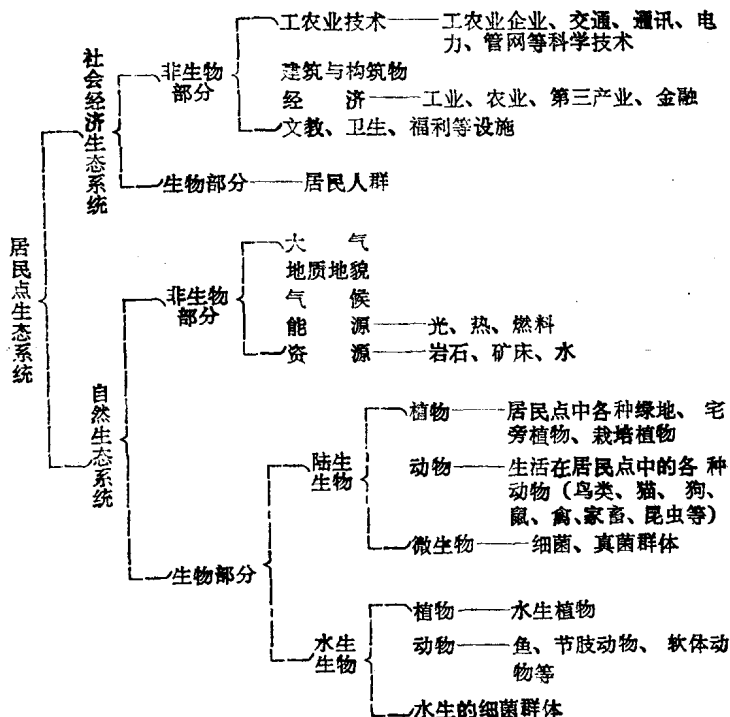 居民点生态系统
社会经济生态系统
非生物部分
工农业技术——工农业企业、交通、通讯、电
力、管网等科学技术
建筑与构筑物
经 济——工业、农业、第三产业、金融
文教、卫生、福利等设施
生物部分——居民人群
自然生态系统
非生物部分
大 气
地质地貌
气 候
能 源——光、热、燃料
资 源——岩石、矿床、水
生物部分
陆生
生物
植物——居民点中各种绿地、宅
旁植物、栽培植物
动物——生活在居民点中的各种
动物（鸟类、猫、狗、
鼠、禽、家畜、昆虫等）
微生物——细菌、真菌群体
水生
生物
植物——水生植物
动物——鱼、节肢动物、软体动
物等
水生的细菌群体